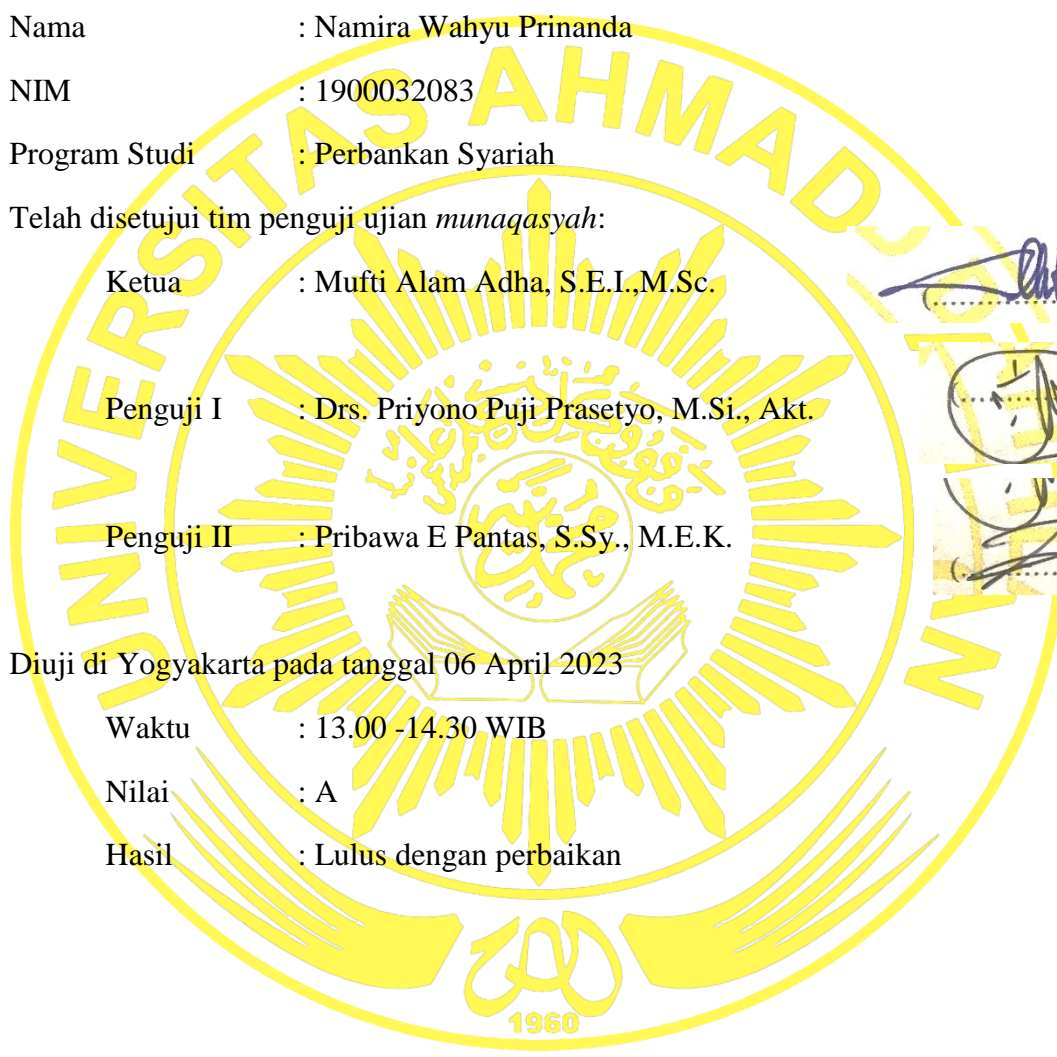 Nama : Namira Wahyu Prinanda
NIM : 1900032083
Program Studi : Perbankan Syariah
Telah disetujui tim penguji ujian munaqasyah:
Ketua : Mufti Alam Adha, S.E.I.,M.Sc.
Penguji I : Drs. Priyono Puji Prasetyo, M.Si., Akt.
Penguji II : Pribawa E Pantas, S.Sy., M.E.K.
Diuji di Yogyakarta pada tanggal 06 April 2023
Waktu : 13.00 -14.30 WIB
Nilai : A
Hasil : Lulus dengan perbaikan
1960